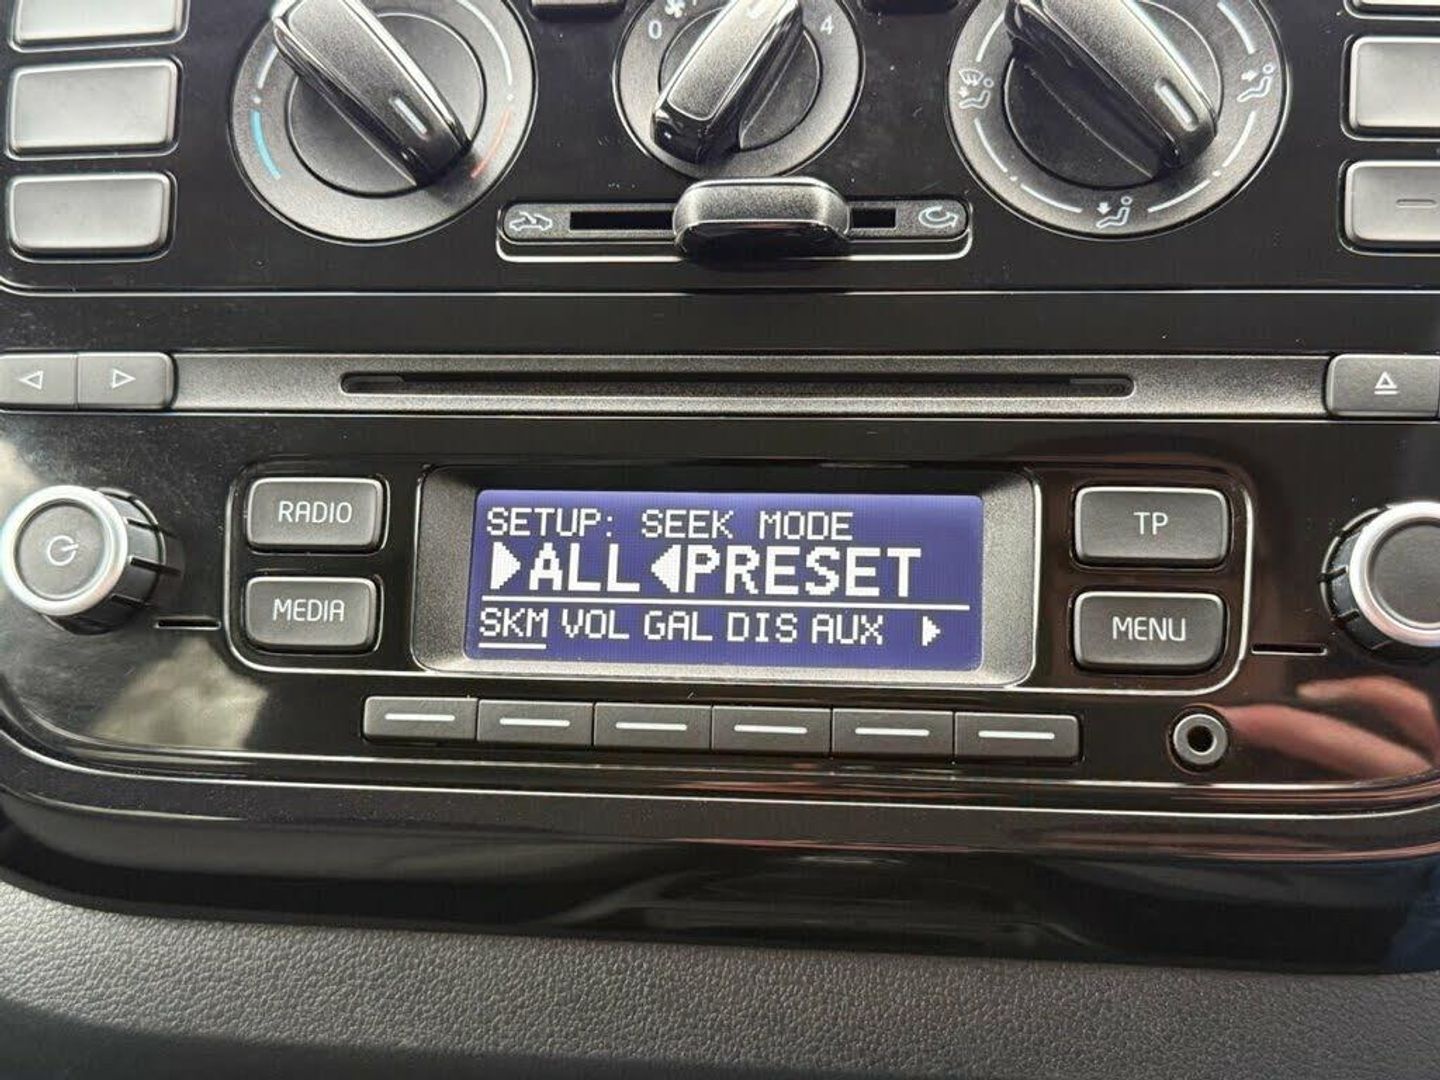 0 4
RADIO
MEDIA
SETUP: SEEK MODE
ALL PRESET
SKM VOL GAL DIS AUX
TP
MENU